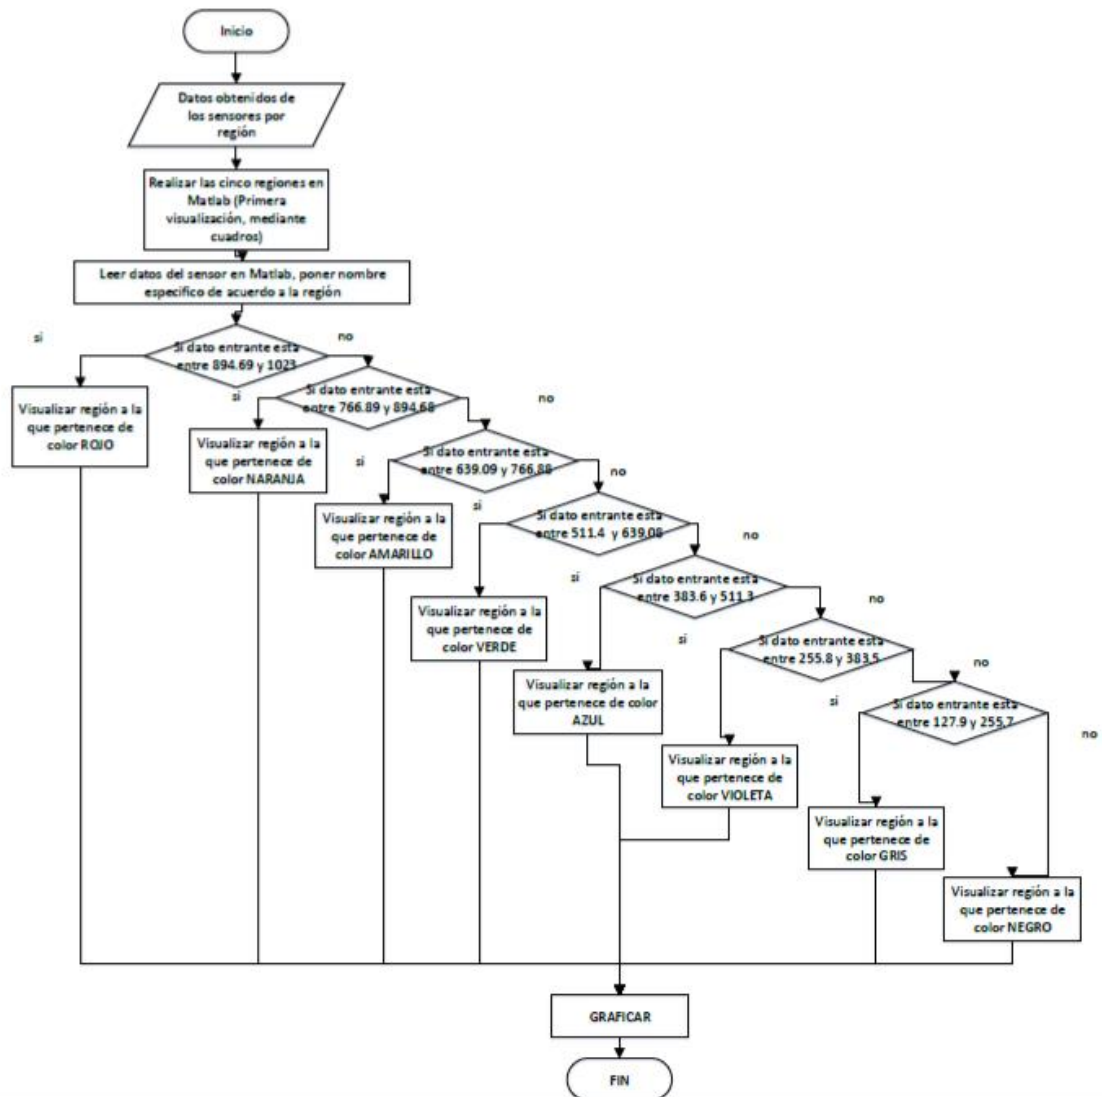 Inicio
Datos obtenidos de
los sensores por
región
Realizar las cinco regiones en
Matlab (Primera
visualización, mediante
cuadros)
Leer datos del sensor en Matlab, poner nombre
especifico de acuerdo a la región
si
Si dato entrante esta
entre 894.69 y 1023
no
Visualizar región a la
que pertenece de
color ROJO
si
Si dato entrante esta
entre 766.89 y 894.68
no
Visualizar región a la
que pertenece de
color NARANJA
si
Si dato entrante esta
entre 639.09 y 766.88
no
Visualizar región a la
que pertenece de
color AMARILLO
si
Si dato entrante esta
entre 511.4 y 639.08
no
Visualizar región a la
que pertenece de
color VERDE
si
Si dato entrante esta
entre 383.6 y 511.3
no
Visualizar región a la
que pertenece de color
AZUL
si
Si dato entrante esta
entre 255.8 y 383.5
no
Visualizar región a la
que pertenece de
color VIOLETA
si
Si dato entrante esta
entre 127.9 y 255.7
no
Visualizar región a la
que pertenece de
color GRIS
Visualizar región a la
que pertenece de
color NEGRO
GRAFICAR
FIN